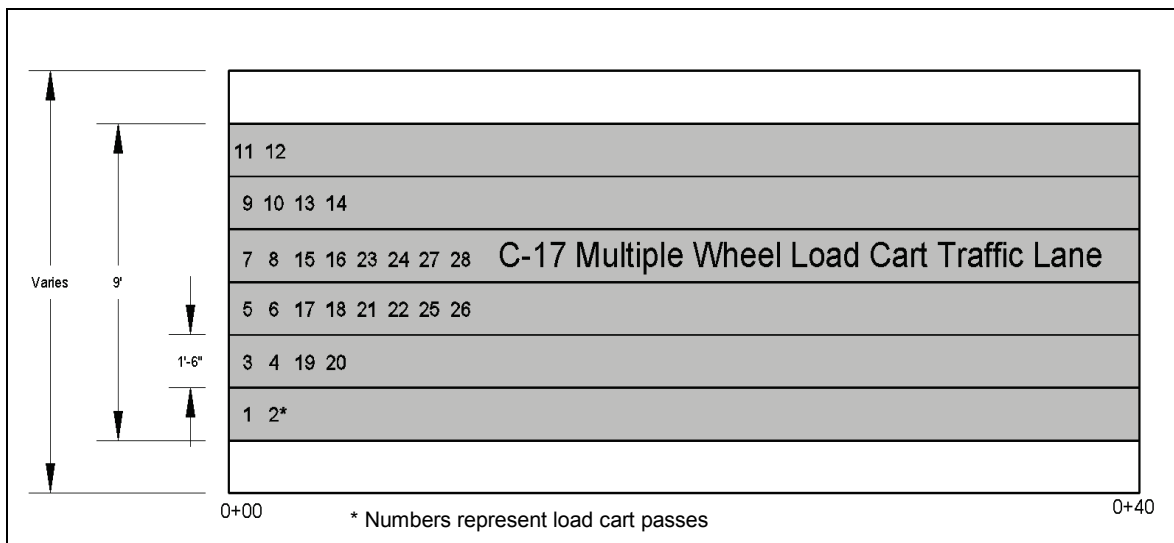 11 12
9 10 13 14
7 8 15 16 23 24 27 28 C-17 Multiple Wheel Load Cart Traffic Lane
Varies 9'
5 6 17 18 21 22 25 26
1'-6" 3 4 19 20
1 2*
0+00 0+40
* Numbers represent load cart passes